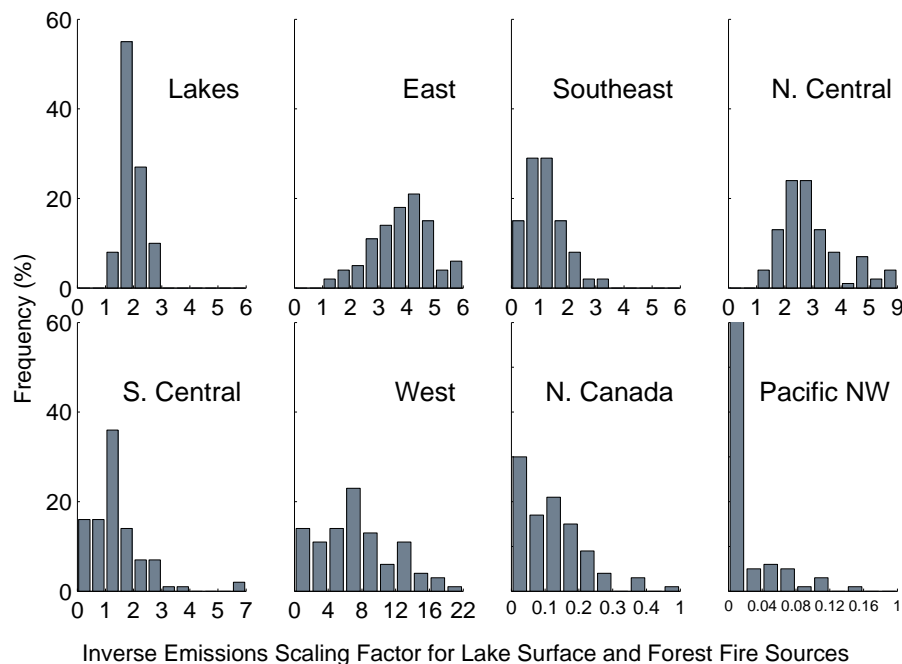 60
40
20
0
Frequency (%)
Lakes
0 1 2 3 4 5 6
East
0 1 2 3 4 5 6
Southeast
0 1 2 3 4 5 6
N. Central
0 1 2 3 4 5 9
60
40
20
0
S. Central
0 1 2 3 4 5 7
West
0 4 8 12 16 22
N. Canada
0 0.1 0.2 0.3 0.4 1
Pacific NW
0 0.04 0.08 0.12 0.16 1
Inverse Emissions Scaling Factor for Lake Surface and Forest Fire Sources